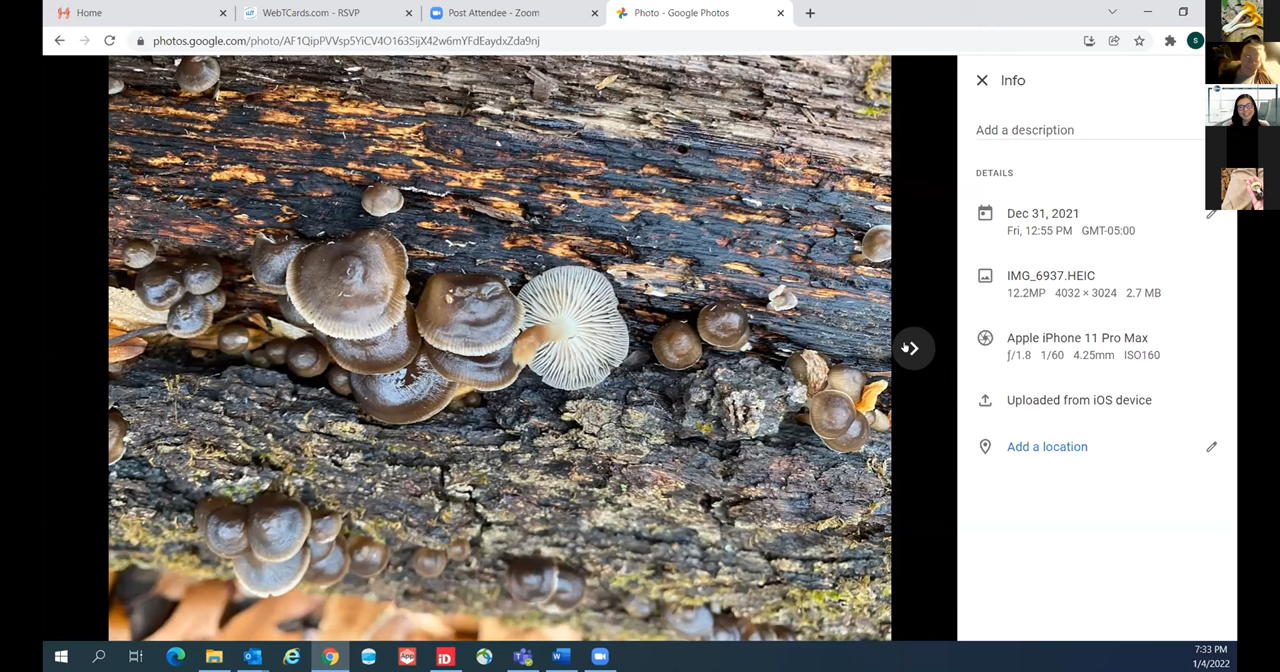 Home
WebTCards.com - RSVP
Post Attendee - Zoom
Photo - Google Photos
photos.google.com/photo/AF1QipPVVsp5YiCV4O163SijX42w6mYFdEaydxZda9nj
S
Info
Add a description
DETAILS
Dec 31, 2021
Fri, 12:55 PM GMT-05:00
IMG_6937.HEIC
12.2MP 4032 × 3024 2.7 MB
Apple iPhone 11 Pro Max
ƒ/1.8 1/60 4.25mm ISO160
Uploaded from iOS device
Add a location
App
iD
7:33 PM
1/4/2022